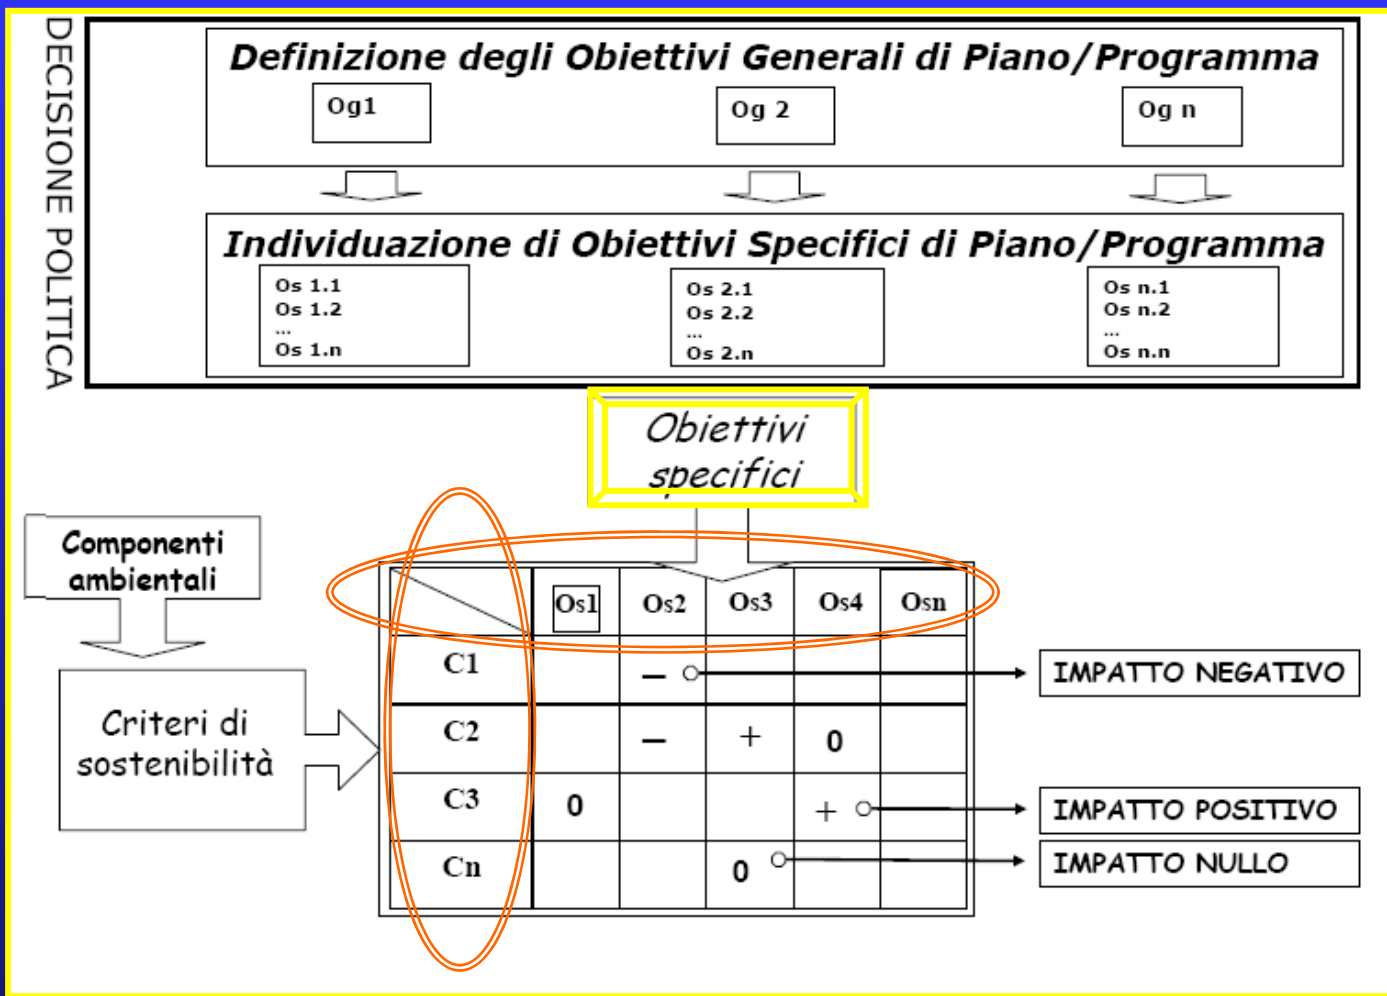 DECISIONE POLITICA
Definizione degli Obiettivi Generali di Piano/Programma
Og1
Og 2
Og n
Individuazione di Obiettivi Specifici di Piano/Programma
Os 1.1
Os 1.2
...
Os 1.n
Os 2.1
Os 2.2
...
Os 2.n
Os n.1
Os n.2
...
Os n.n
Obiettivi
specifici
Componenti
ambientali
Criteri di
sostenibilità
Os1 Os2 Os3 Os4 Osn
C1 –
C2 – + 0
C3 0 +
Cn 0
IMPATTO NEGATIVO
IMPATTO POSITIVO
IMPATTO NULLO